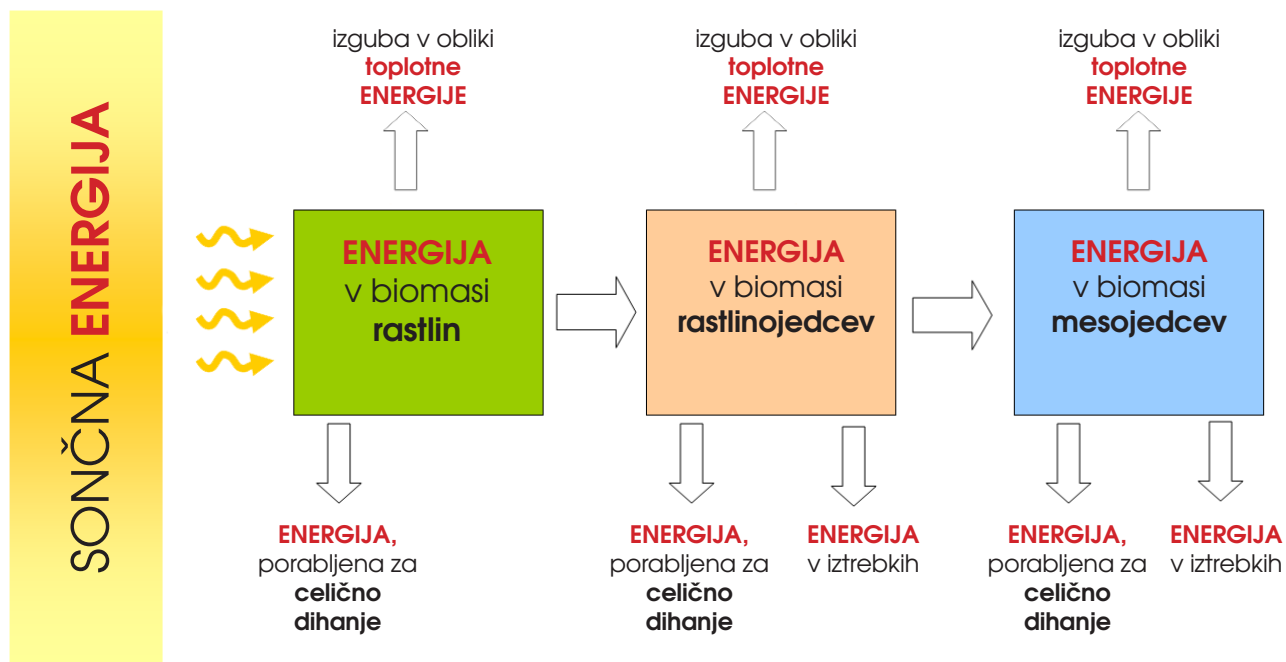 SONČNA ENERGIJA
izguba v obliki
toplotne
ENERGIJE
izguba v obliki
toplotne
ENERGIJE
izguba v obliki
toplotne
ENERGIJE
ENERGIJA
v biomasi
rastlin
ENERGIJA
v biomasi
rastlinojedcev
ENERGIJA
v biomasi
mesojedcev
ENERGIJA,
porabljena za
celično
dihanje
ENERGIJA,
porabljena za
celično
dihanje
ENERGIJA
v iztrebkih
ENERGIJA,
porabljena za
celično
dihanje
ENERGIJA
v iztrebkih